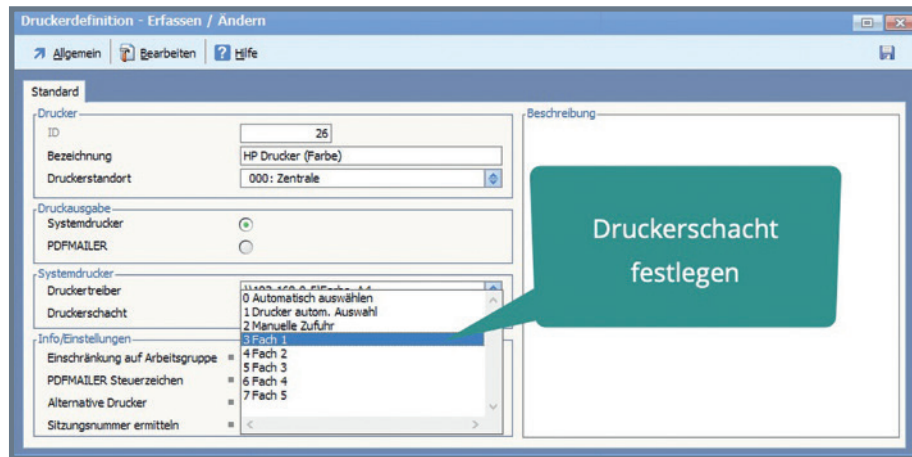 Druckerdefinition - Erfassen / Ändern
Allgemein Bearbeiten Hilfe
Standard
Drucker
ID 26
Bezeichnung HP Drucker (Farbe)
Druckerstandort 000: Zentrale
Druckausgabe
Systemdrucker
PDFMAILER
Systemdrucker
Druckertreiber
Druckerschacht
0 Automatisch auswählen
1 Drucker autom. Auswahl
2 Manuelle Zufuhr
3 Fach 1
4 Fach 2
5 Fach 3
6 Fach 4
7 Fach 5
Info/Einstellungen
Einschränkung auf Arbeitsgruppe
PDFMAILER Steuerzeichen
Alternative Drucker
Sitzungsnummer ermitteln
Beschreibung
Druckerschacht
festlegen